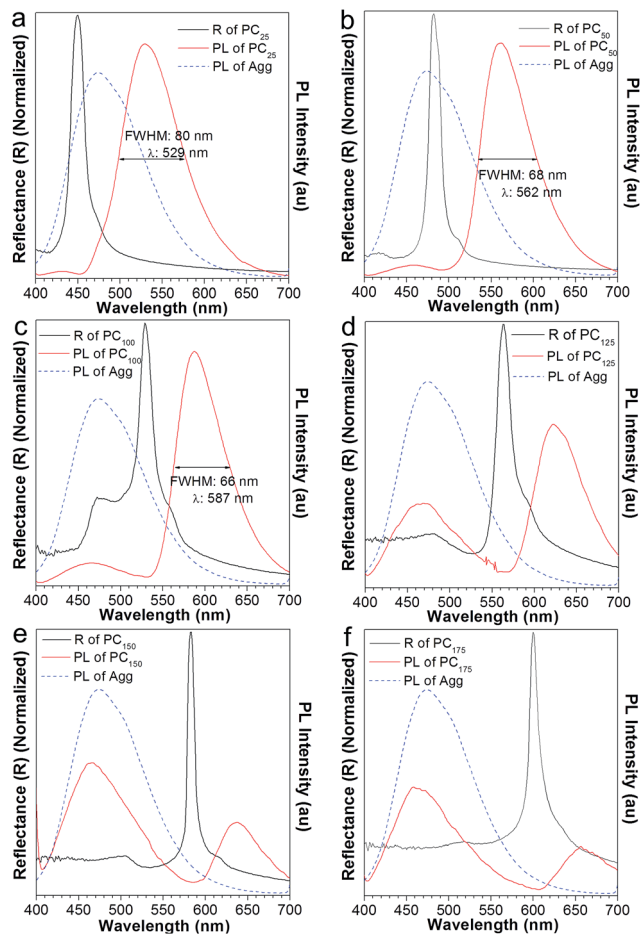 a
R of PC25
PL of PC25
PL of Agg
FWHM: 80 nm
λ: 529 nm
Reflectance (R) (Normalized)
PL Intensity (au)
400 450 500 550 600 650 700
Wavelength (nm)
b
R of PC50
PL of PC50
PL of Agg
FWHM: 68 nm
λ: 562 nm
Reflectance (R) (Normalized)
PL Intensity (au)
400 450 500 550 600 650 700
Wavelength (nm)
c
R of PC100
PL of PC100
PL of Agg
FWHM: 66 nm
λ: 587 nm
Reflectance (R) (Normalized)
PL Intensity (au)
400 450 500 550 600 650 700
Wavelength (nm)
d
R of PC125
PL of PC125
PL of Agg
Reflectance (R) (Normalized)
PL Intensity (au)
400 450 500 550 600 650 700
Wavelength (nm)
e
R of PC150
PL of PC150
PL of Agg
Reflectance (R) (Normalized)
PL Intensity (au)
400 450 500 550 600 650 700
Wavelength (nm)
f
R of PC175
PL of PC175
PL of Agg
Reflectance (R) (Normalized)
PL Intensity (au)
400 450 500 550 600 650 700
Wavelength (nm)